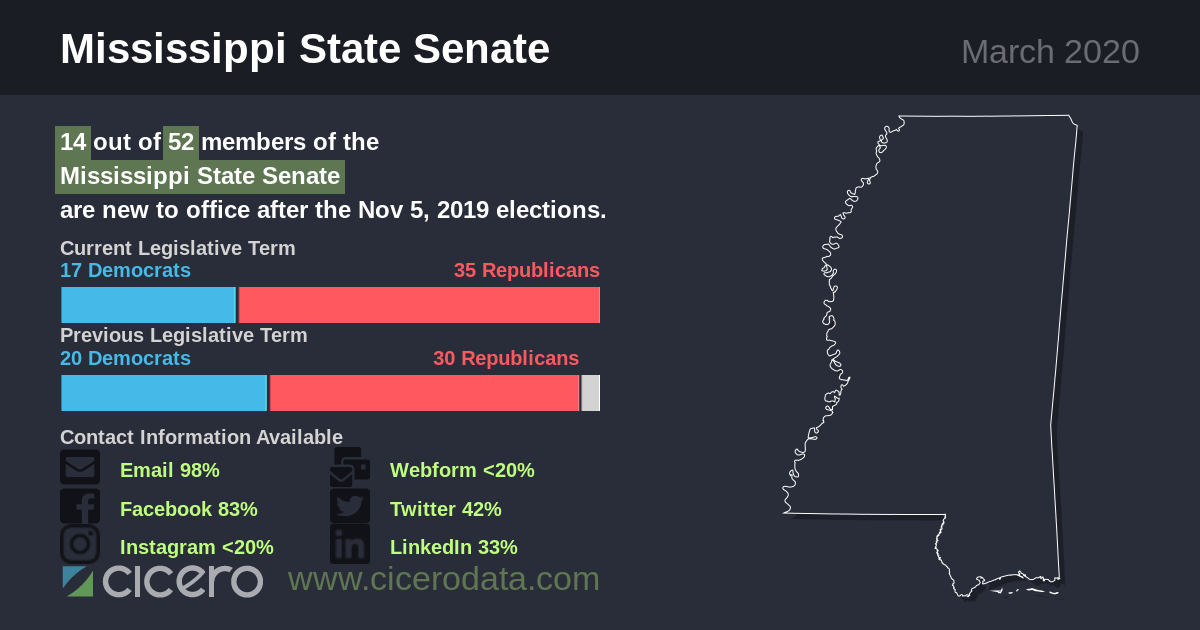 Mississippi State Senate
March 2020
14 out of 52 members of the
Mississippi State Senate
are new to office after the Nov 5, 2019 elections.
Current Legislative Term
17 Democrats 35 Republicans
Previous Legislative Term
20 Democrats 30 Republicans
Contact Information Available
Email 98% Webform <20%
Facebook 83% Twitter 42%
Instagram <20% LinkedIn 33%
cicero www.cicerodata.com